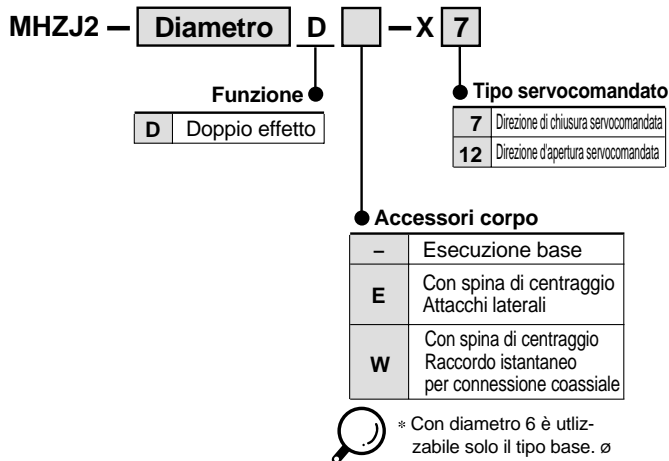 MHZJ2 — Diametro D — X 7
Funzione
D Doppio effetto
Tipo servocomandato
7 Direzione di chiusura servocomandata
12 Direzione d'apertura servocomandata
Accessori corpo
– Esecuzione base
E Con spina di centraggio
Attacchi laterali
W Con spina di centraggio
Raccordo istantaneo
per connessione coassiale
* Con diametro 6 è utliz-
zabile solo il tipo base. ø